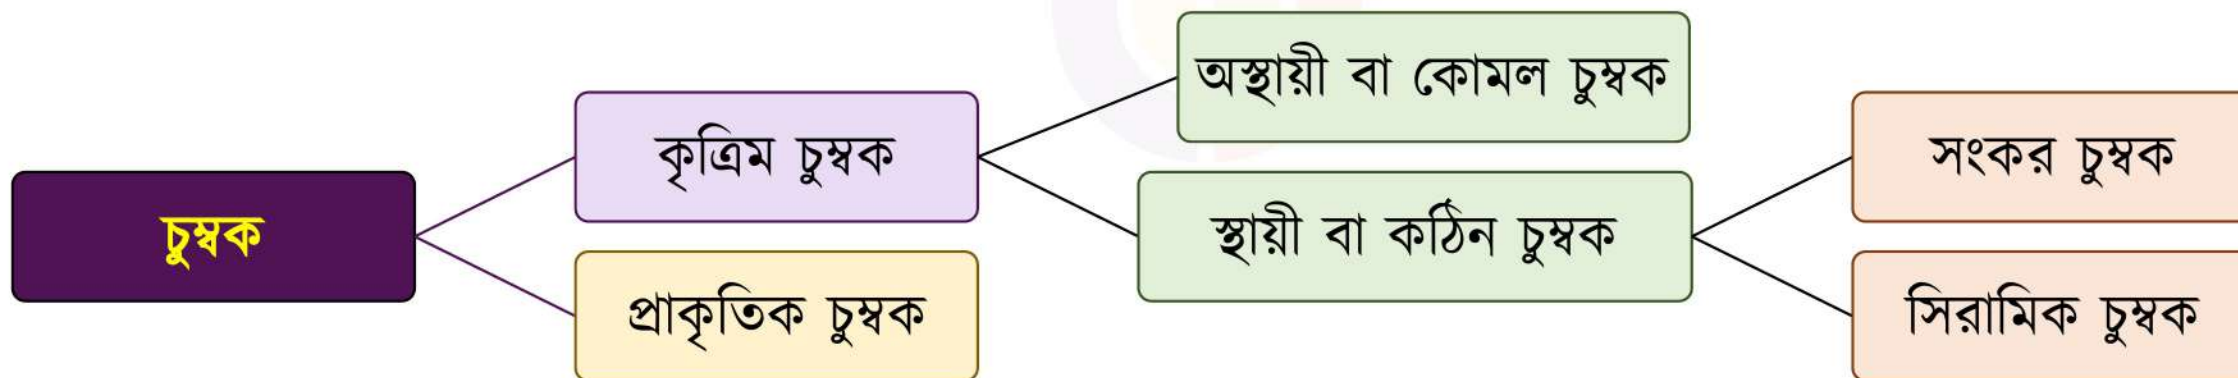 চুম্বক
কৃত্রিম চুম্বক
প্রাকৃতিক চুম্বক
অস্থায়ী বা কোমল চুম্বক
স্থায়ী বা কঠিন চুম্বক
সংকর চুম্বক
সিরামিক চুম্বক